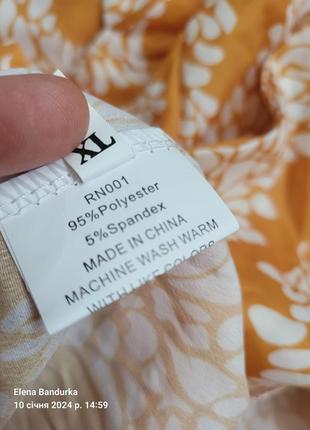 XL
RN001
95%Polyester
5%Spandex
MADE IN CHINA
MACHINE WASH WARM
WITH LIKE COLORS
Elena Bandurka
10 січня 2024 р. 14:59